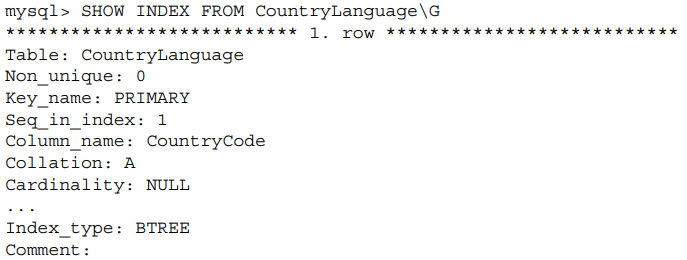 mysql> SHOW INDEX FROM CountryLanguage\G
*************************** 1. row ***************************
Table: CountryLanguage
Non_unique: 0
Key_name: PRIMARY
Seq_in_index: 1
Column_name: CountryCode
Collation: A
Cardinality: NULL
...
Index_type: BTREE
Comment: